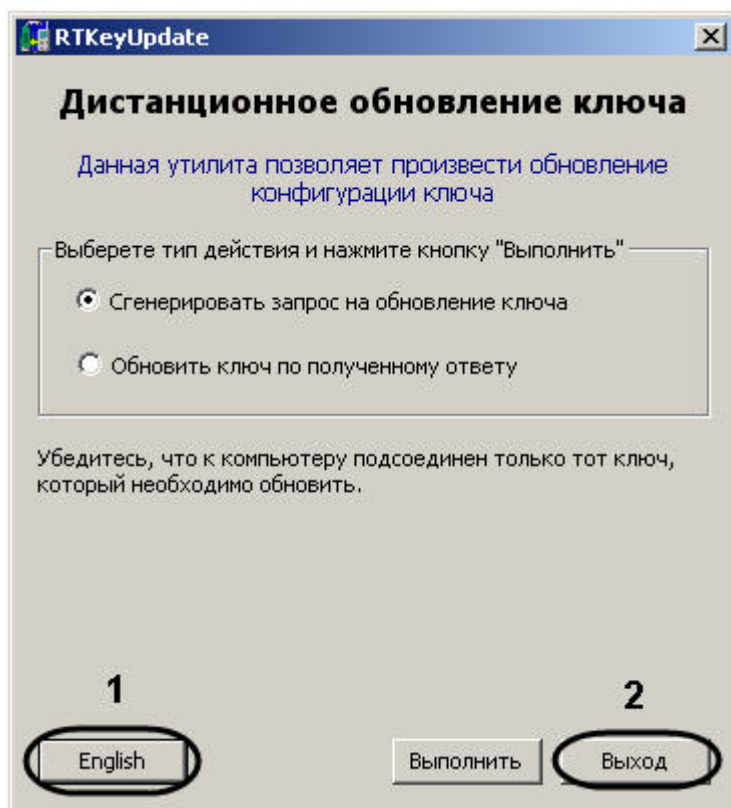 RTKeyUpdate
Дистанционное обновление ключа
Данная утилита позволяет произвести обновление
конфигурации ключа
Выберете тип действия и нажмите кнопку "Выполнить"
Сгенерировать запрос на обновление ключа
Обновить ключ по полученному ответу
Убедитесь, что к компьютеру подсоединен только тот ключ,
который необходимо обновить.
1 2
English Выполнить Выход